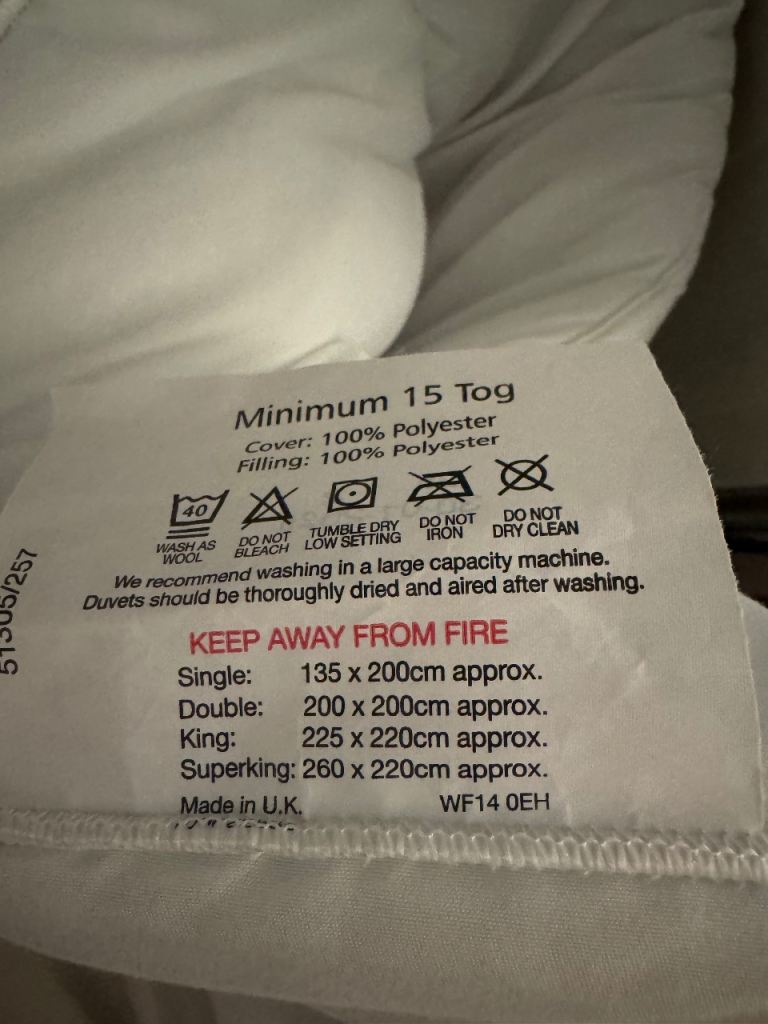 Minimum 15 Tog
Cover: 100% Polyester
Filling: 100% Polyester
40
WASH AS WOOL
DO NOT BLEACH
TUMBLE DRY LOW SETTING
DO NOT IRON
DO NOT DRY CLEAN
We recommend washing in a large capacity machine.
Duvets should be thoroughly dried and aired after washing.
KEEP AWAY FROM FIRE
Single: 135 x 200cm approx.
Double: 200 x 200cm approx.
King: 225 x 220cm approx.
Superking: 260 x 220cm approx.
Made in U.K. WF14 0EH
51305/257